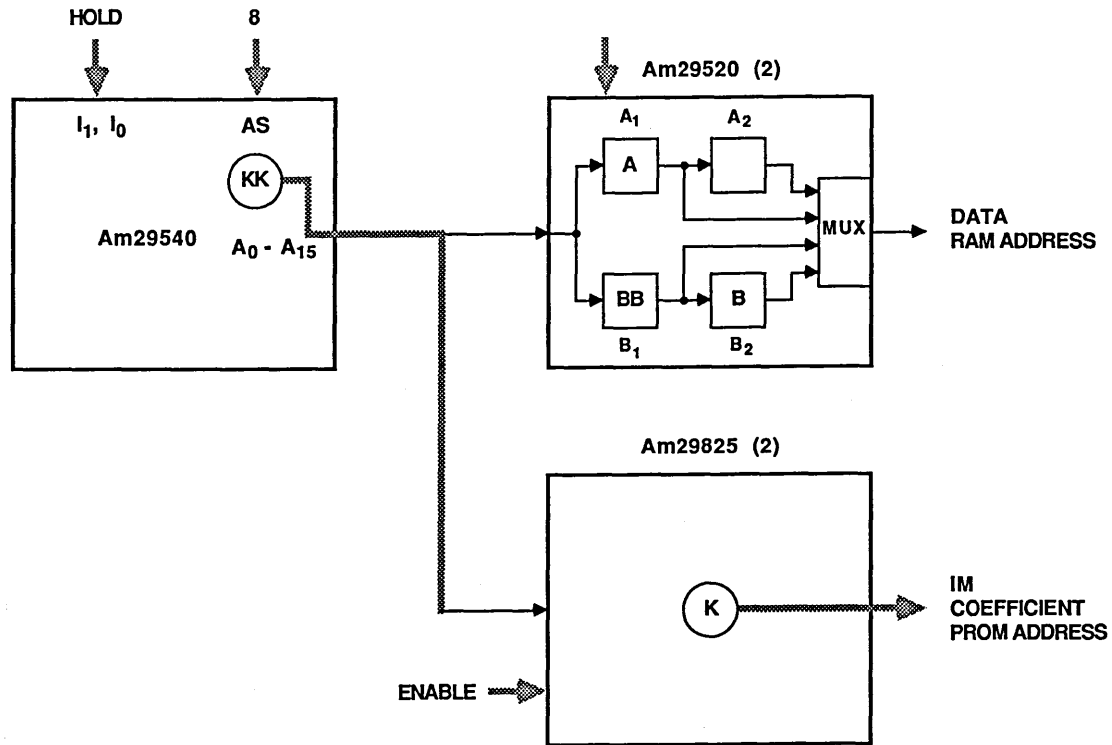 HOLD
8
I1, I0
AS
KK
Am29540
A0 - A15
Am29520 (2)
A1
A2
A
MUX
BB
B
B1
B2
DATA
RAM ADDRESS
Am29825 (2)
K
IM
COEFFICIENT
PROM ADDRESS
ENABLE